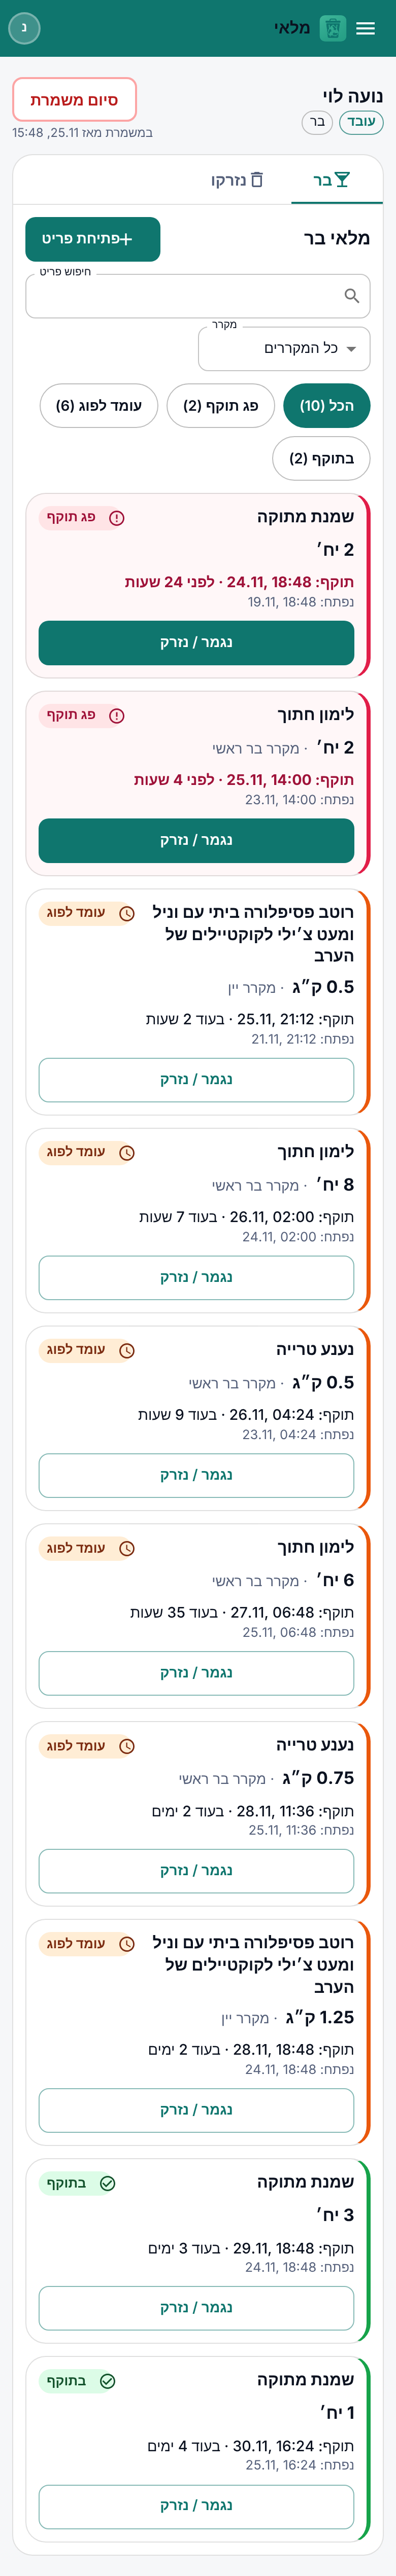 מלאי
נ
נועה לוי
עובד
בר
סיום משמרת
במשמרת מאז 25.11, 15:48
בר
נזרקו
מלאי בר
פתיחת פריט
חיפוש פריט
מקרר
כל המקררים
הכל (10)
פג תוקף (2)
עומד לפוג (6)
בתוקף (2)
שמנת מתוקה
פג תוקף
2 יח׳
תוקף: 24.11, 18:48 · לפני 24 שעות
נפתח: 19.11, 18:48
נגמר / נזרק
לימון חתוך
פג תוקף
2 יח׳ · מקרר בר ראשי
תוקף: 25.11, 14:00 · לפני 4 שעות
נפתח: 23.11, 14:00
נגמר / נזרק
רוטב פסיפלורה ביתי עם וניל
ומעט צ׳ילי לקוקטיילים של
הערב
עומד לפוג
0.5 ק״ג · מקרר יין
תוקף: 25.11, 21:12 · בעוד 2 שעות
נפתח: 21.11, 21:12
נגמר / נזרק
לימון חתוך
עומד לפוג
8 יח׳ · מקרר בר ראשי
תוקף: 26.11, 02:00 · בעוד 7 שעות
נפתח: 24.11, 02:00
נגמר / נזרק
נענע טרייה
עומד לפוג
0.5 ק״ג · מקרר בר ראשי
תוקף: 26.11, 04:24 · בעוד 9 שעות
נפתח: 23.11, 04:24
נגמר / נזרק
לימון חתוך
עומד לפוג
6 יח׳ · מקרר בר ראשי
תוקף: 27.11, 06:48 · בעוד 35 שעות
נפתח: 25.11, 06:48
נגמר / נזרק
נענע טרייה
עומד לפוג
0.75 ק״ג · מקרר בר ראשי
תוקף: 28.11, 11:36 · בעוד 2 ימים
נפתח: 25.11, 11:36
נגמר / נזרק
רוטב פסיפלורה ביתי עם וניל
ומעט צ׳ילי לקוקטיילים של
הערב
עומד לפוג
1.25 ק״ג · מקרר יין
תוקף: 28.11, 18:48 · בעוד 2 ימים
נפתח: 24.11, 18:48
נגמר / נזרק
שמנת מתוקה
בתוקף
3 יח׳
תוקף: 29.11, 18:48 · בעוד 3 ימים
נפתח: 24.11, 18:48
נגמר / נזרק
שמנת מתוקה
בתוקף
1 יח׳
תוקף: 30.11, 16:24 · בעוד 4 ימים
נפתח: 25.11, 16:24
נגמר / נזרק